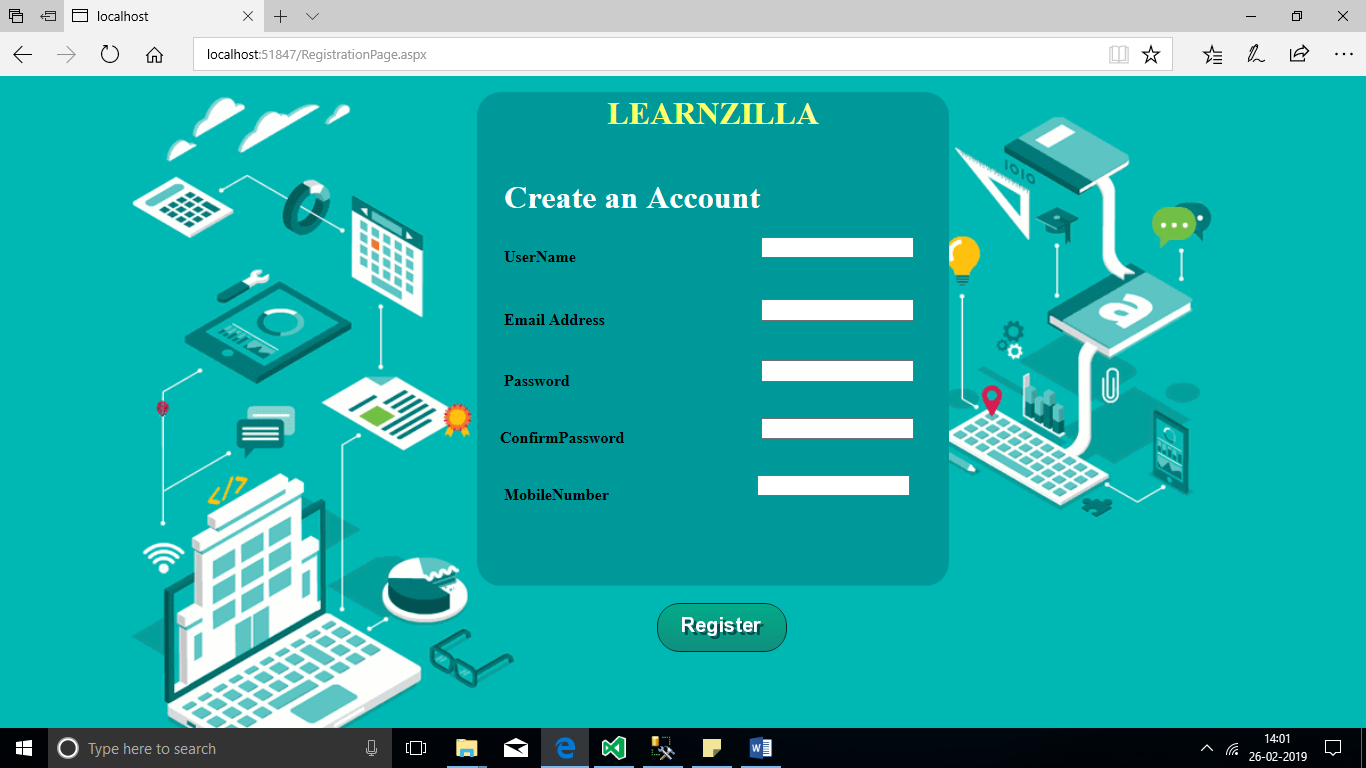 localhost
localhost:51847/RegistrationPage.aspx
LEARNZILLA
Create an Account
UserName
Email Address
Password
ConfirmPassword
MobileNumber
Register
</>
a
Type here to search
14:01
26-02-2019